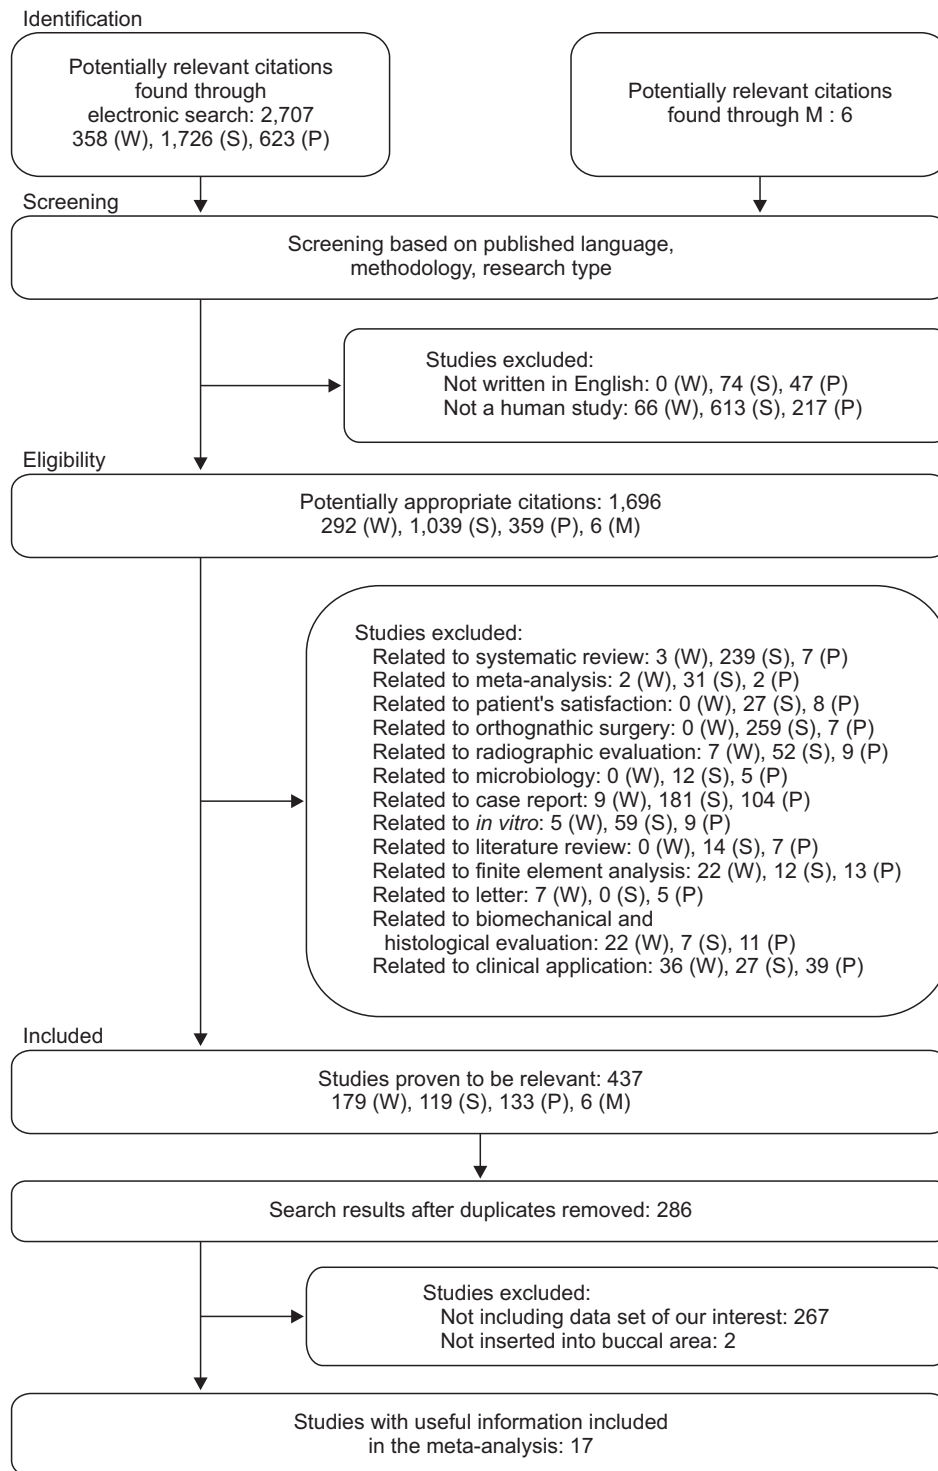 Identification
Potentially relevant citations
found through
electronic search: 2,707
358 (W), 1,726 (S), 623 (P)
Potentially relevant citations
found through M : 6
Screening
Screening based on published language,
methodology, research type
Studies excluded:
Not written in English: 0 (W), 74 (S), 47 (P)
Not a human study: 66 (W), 613 (S), 217 (P)
Eligibility
Potentially appropriate citations: 1,696
292 (W), 1,039 (S), 359 (P), 6 (M)
Studies excluded:
Related to systematic review: 3 (W), 239 (S), 7 (P)
Related to meta-analysis: 2 (W), 31 (S), 2 (P)
Related to patient's satisfaction: 0 (W), 27 (S), 8 (P)
Related to orthognathic surgery: 0 (W), 259 (S), 7 (P)
Related to radiographic evaluation: 7 (W), 52 (S), 9 (P)
Related to microbiology: 0 (W), 12 (S), 5 (P)
Related to case report: 9 (W), 181 (S), 104 (P)
Related to in vitro: 5 (W), 59 (S), 9 (P)
Related to literature review: 0 (W), 14 (S), 7 (P)
Related to finite element analysis: 22 (W), 12 (S), 13 (P)
Related to letter: 7 (W), 0 (S), 5 (P)
Related to biomechanical and
histological evaluation: 22 (W), 7 (S), 11 (P)
Related to clinical application: 36 (W), 27 (S), 39 (P)
Included
Studies proven to be relevant: 437
179 (W), 119 (S), 133 (P), 6 (M)
Search results after duplicates removed: 286
Studies excluded:
Not including data set of our interest: 267
Not inserted into buccal area: 2
Studies with useful information included
in the meta-analysis: 17